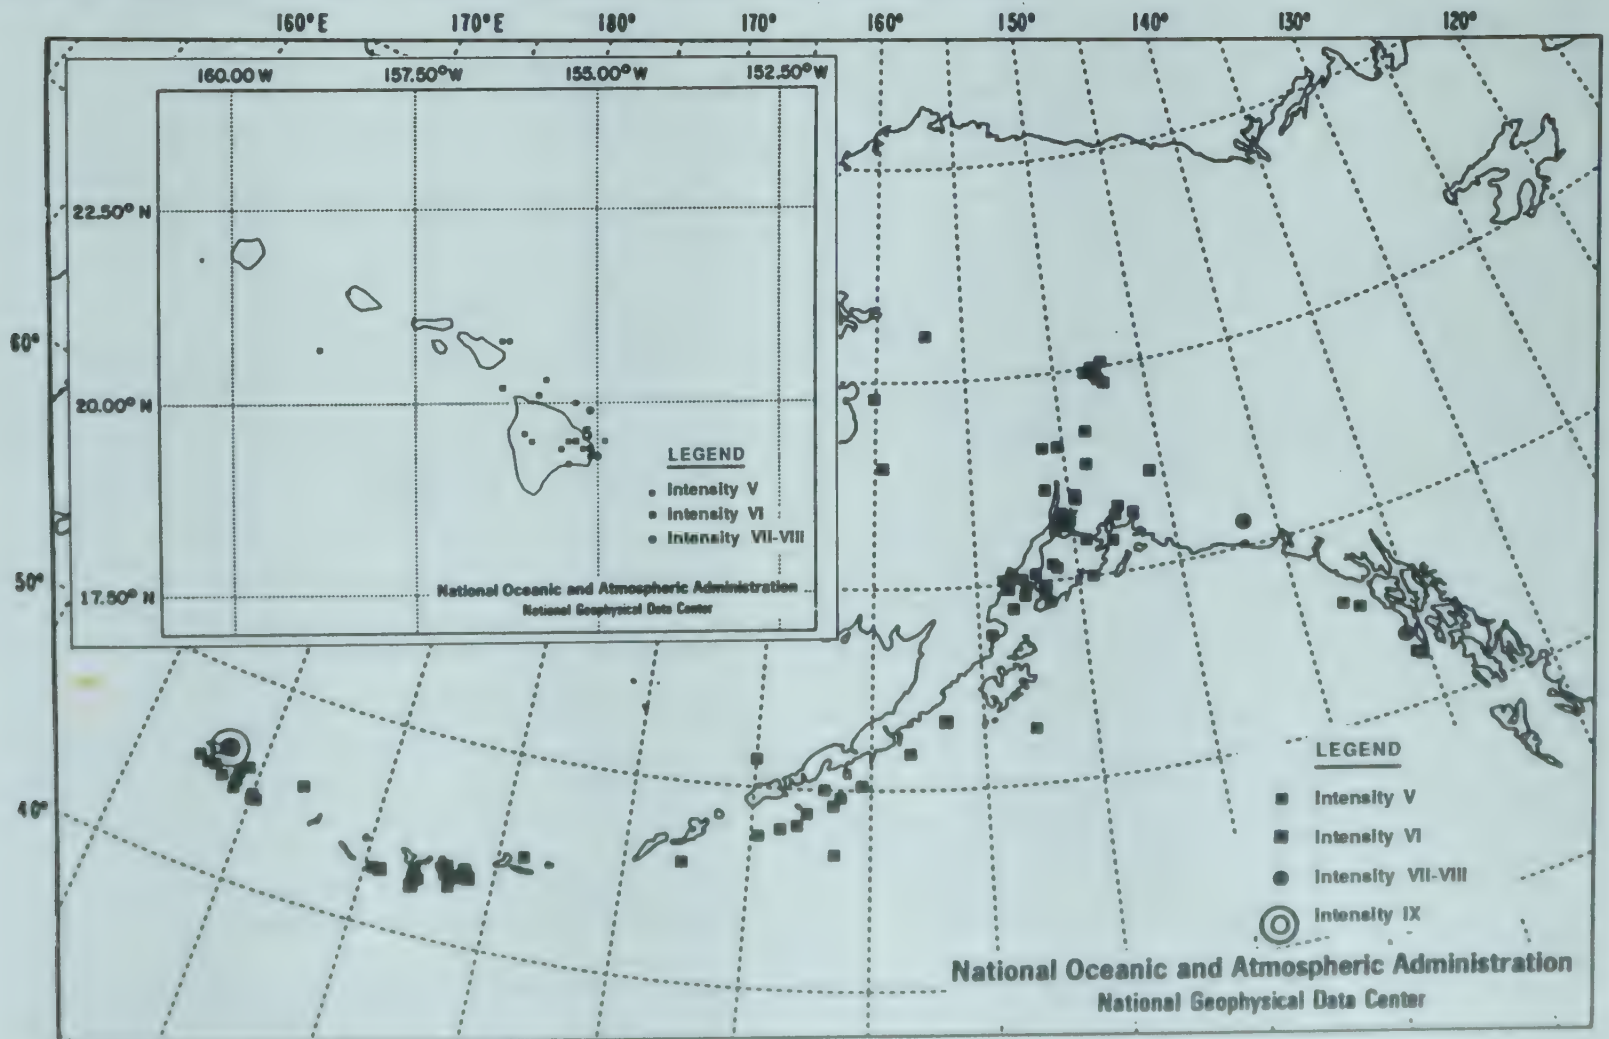 160° E 170° E 180° 170° 160° 150° 140° 130° 120°
160.00 W 157.50° W 155.00° W 152.50° W
22.50° N
60°
20.00° N
LEGEND
Intensity V
Intensity VI
Intensity VII-VIII
50°
17.50° N
National Oceanic and Atmospheric Administration
National Geophysical Data Center
40°
LEGEND
Intensity V
Intensity VI
Intensity VII-VIII
Intensity IX
National Oceanic and Atmospheric Administration
National Geophysical Data Center